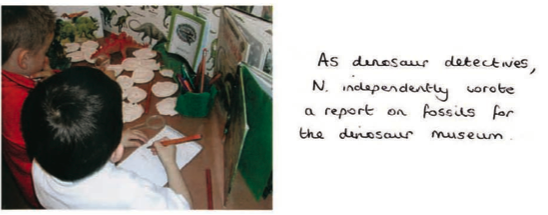 As dinosaur detectives,
N. independently wrote
a report on fossils for
the dinosaur museum.